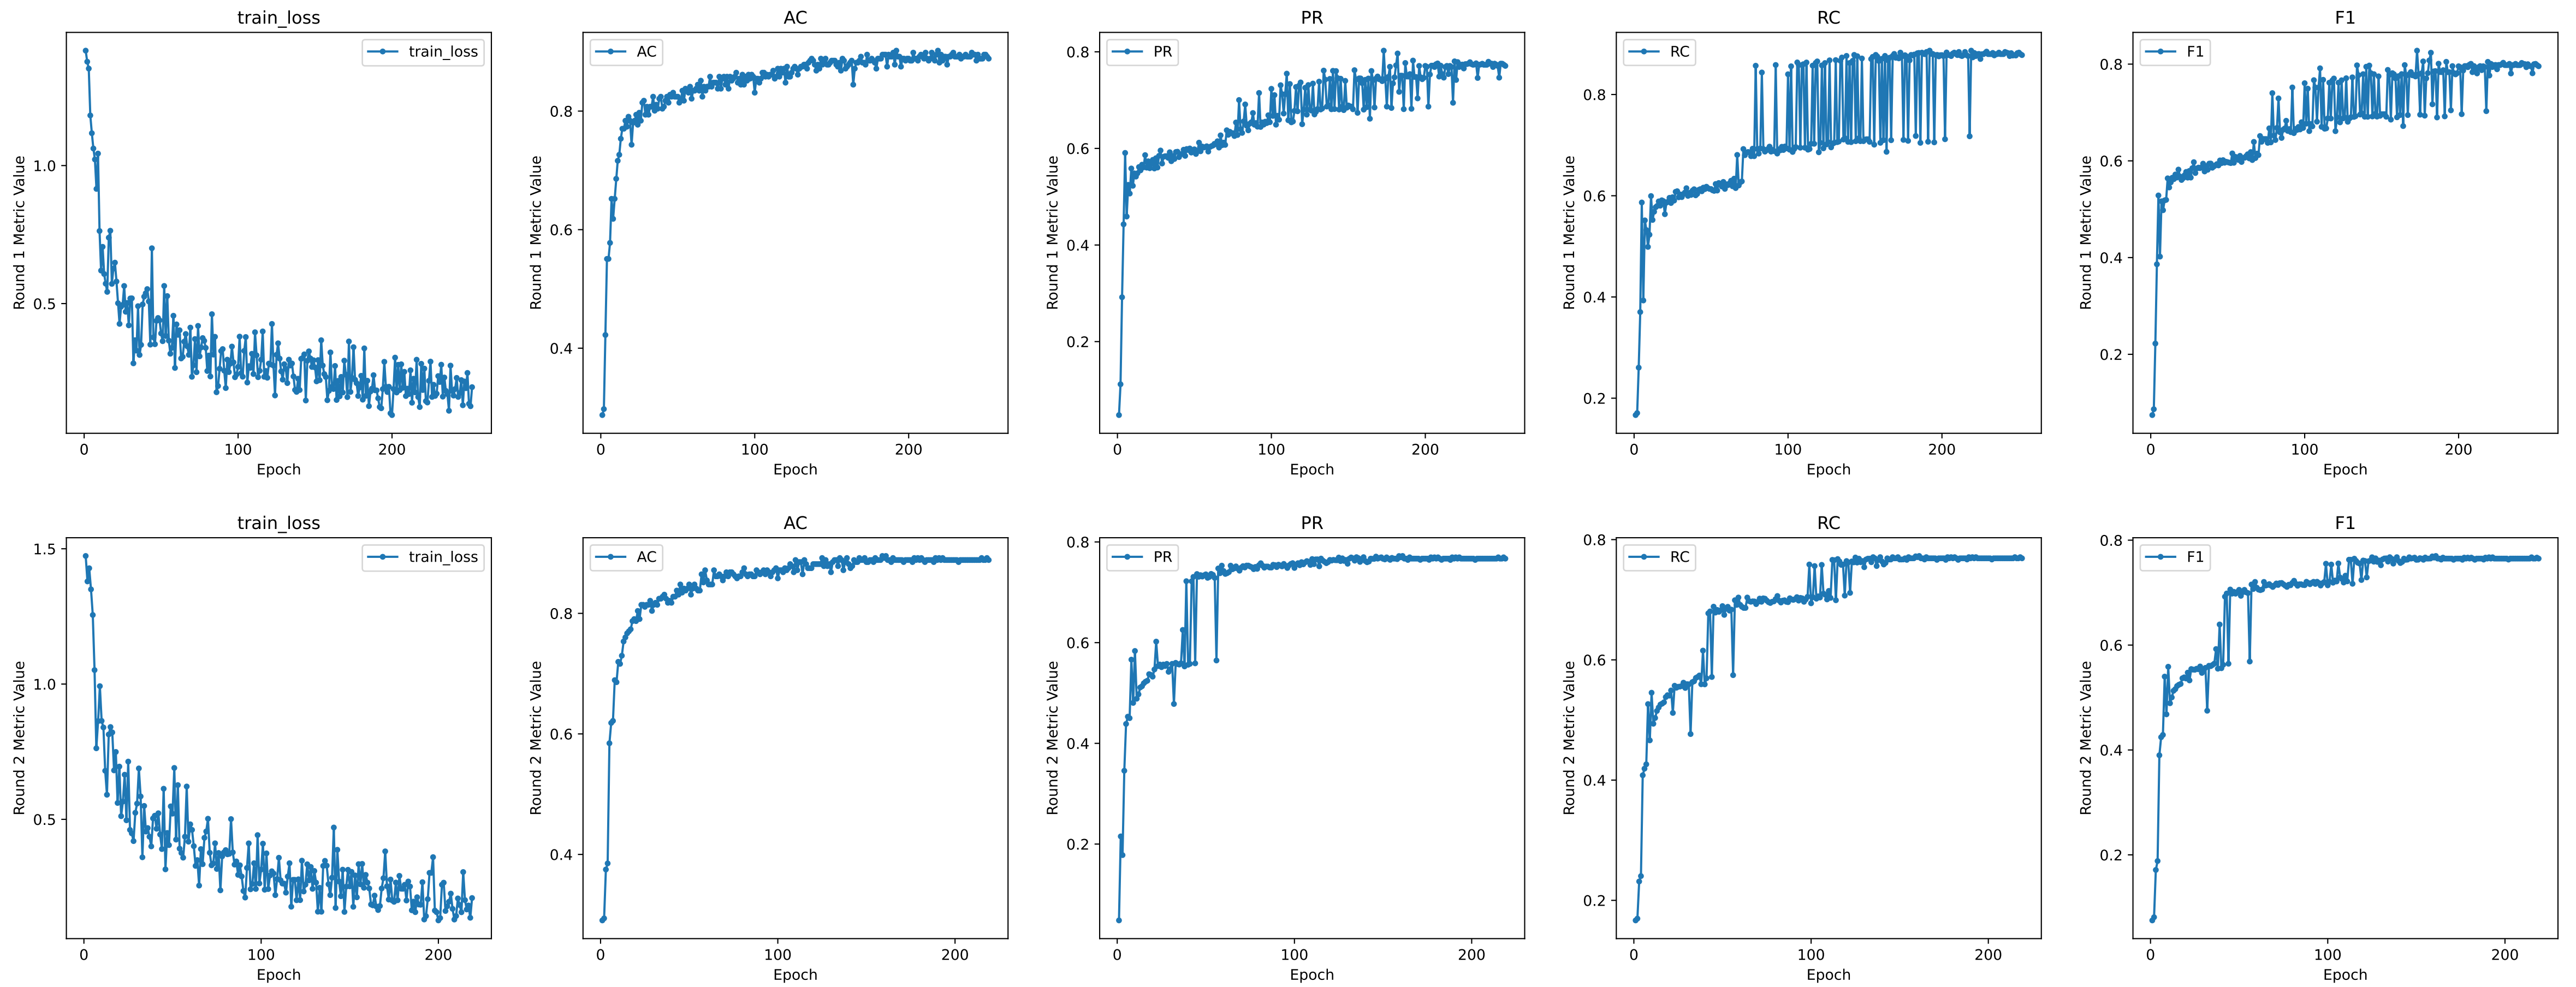 train_loss
train_loss
Round 1 Metric Value
1.0
0.5
0
100
200
Epoch
AC
AC
Round 1 Metric Value
0.8
0.6
0.4
0
100
200
Epoch
PR
PR
Round 1 Metric Value
0.8
0.6
0.4
0.2
0
100
200
Epoch
RC
RC
Round 1 Metric Value
0.8
0.6
0.4
0.2
0
100
200
Epoch
F1
F1
Round 1 Metric Value
0.8
0.6
0.4
0.2
0
100
200
Epoch
train_loss
train_loss
Round 2 Metric Value
1.5
1.0
0.5
0
100
200
Epoch
AC
AC
Round 2 Metric Value
0.8
0.6
0.4
0
100
200
Epoch
PR
PR
Round 2 Metric Value
0.8
0.6
0.4
0.2
0
100
200
Epoch
RC
RC
Round 2 Metric Value
0.8
0.6
0.4
0.2
0
100
200
Epoch
F1
F1
Round 2 Metric Value
0.8
0.6
0.4
0.2
0
100
200
Epoch